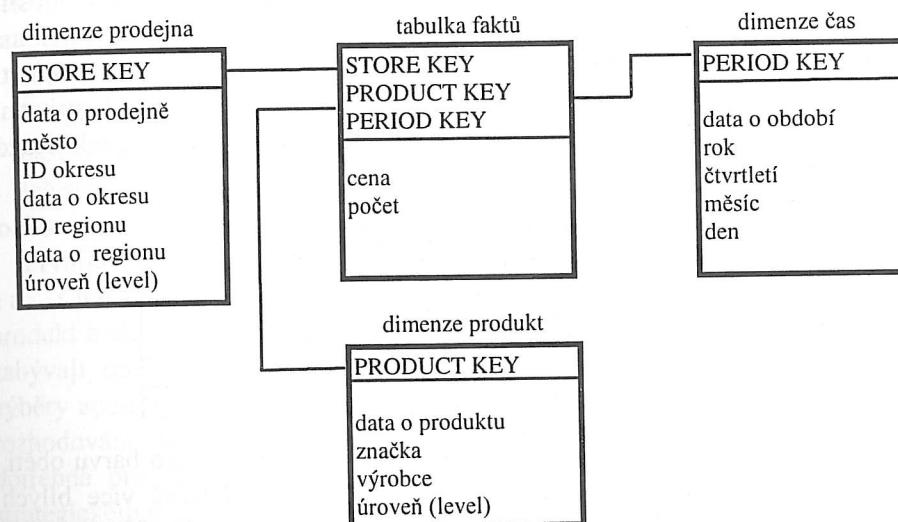 dimenze prodejna
STORE KEY
data o prodejně
město
ID okresu
data o okresu
ID regionu
data o regionu
úroveň (level)
tabulka faktů
STORE KEY
PRODUCT KEY
PERIOD KEY
cena
počet
dimenze čas
PERIOD KEY
data o období
rok
čtvrtletí
měsíc
den
dimenze produkt
PRODUCT KEY
data o produktu
značka
výrobce
úroveň (level)